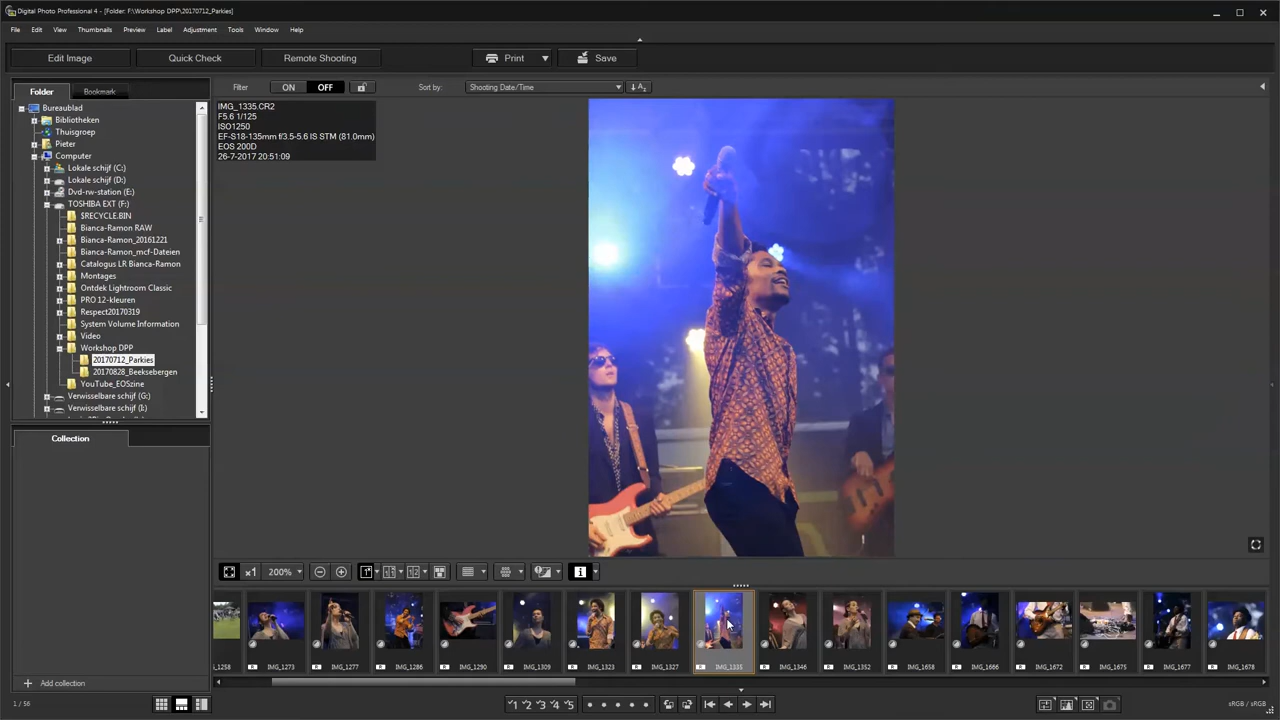 Digital Photo Professional 4 - [Folder: F:\Workshop DPP\20170712_Parkies]
File Edit View Thumbnails Preview Label Adjustment Tools Window Help
Edit Image Quick Check Remote Shooting Print Save
Folder Bookmark
Filter ON OFF Sort by: Shooting Date/Time
Bureaublad
Bibliotheken
Thuisgroep
Pieter
Computer
Lokale schijf (C:)
Lokale schijf (D:)
Dvd-rw-station (E:)
TOSHIBA EXT (F:)
$RECYCLE.BIN
Bianca-Ramon RAW
Bianca-Ramon_20161221
Bianca-Ramon_mcf-Dateien
Catalogus LR Bianca-Ramon
Montages
Ontdek Lightroom Classic
PRO 12-kleuren
Respect20170319
System Volume Information
Video
Workshop DPP
20170712_Parkies
20170828_Beeksebergen
YouTube_EOSzine
Verwisselbare schijf (G:)
Verwisselbare schijf (I:)
IMG_1335.CR2
F5.6 1/125
ISO1250
EF-S18-135mm f/3.5-5.6 IS STM (81.0mm)
EOS 200D
26-7-2017 20:51:09
Collection
Add collection
x1 200%
IMG_1273 IMG_1277 IMG_1286 IMG_1290 IMG_1309 IMG_1323 IMG_1327 IMG_1335 IMG_1346 IMG_1352 IMG_1658 IMG_1666 IMG_1672 IMG_1675 IMG_1677 IMG_1678
1 / 56
1 2 3 4 5
sRGB / sRGB